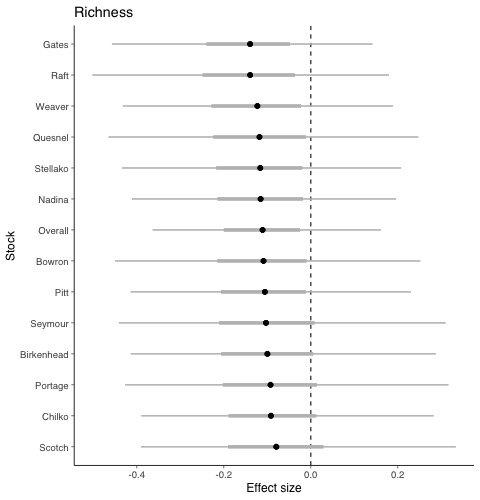 Richness
Gates
Raft
Weaver
Quesnel
Stellako
Nadina
Overall
Bowron
Pitt
Seymour
Birkenhead
Portage
Chilko
Scotch
Stock
-0.4
-0.2
0.0
0.2
Effect size